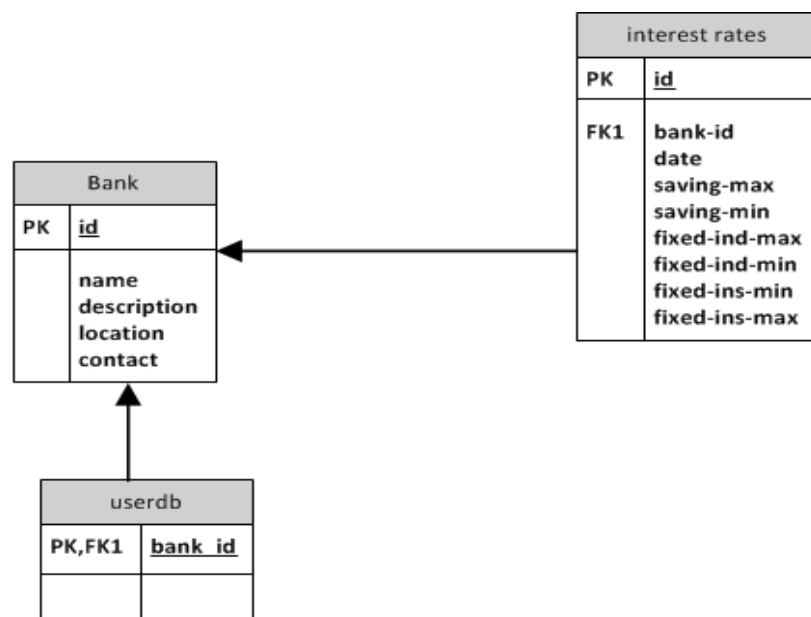 interest rates
PK id
FK1 bank-id
date
saving-max
saving-min
fixed-ind-max
fixed-ind-min
fixed-ins-min
fixed-ins-max
Bank
PK id
name
description
location
contact
userdb
PK,FK1 bank_id